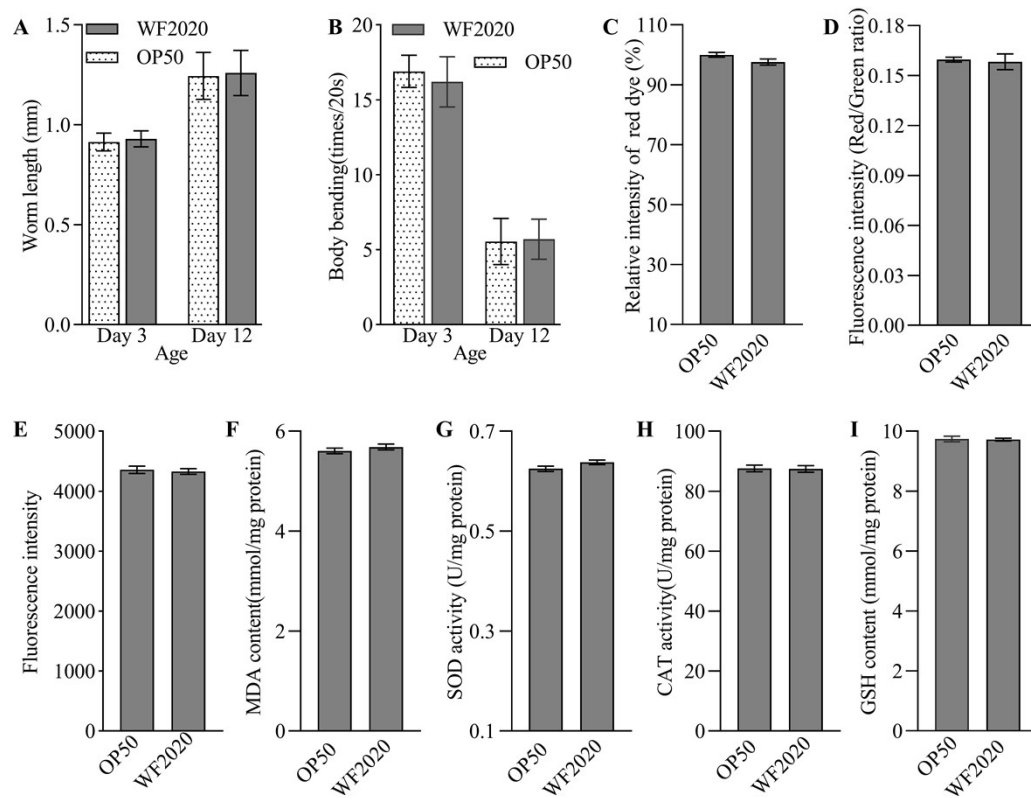 A
WF2020
OP50
Worm length (mm)
1.5
1.0
0.5
0.0
Day 3
Day 12
Age
B
WF2020
OP50
Body bending(times/20s)
20
15
10
5
0
Day 3
Day 12
Age
C
Relative intensity of red dye (%)
110
90
70
50
30
10
OP50
WF2020
D
Fluorescence intensity (Red/Green ratio)
0.18
0.15
0.12
0.09
0.06
0.03
0.00
OP50
WF2020
E
Fluorescence intensity
5000
4000
3000
2000
1000
0
OP50
WF2020
F
MDA content(mmol/mg protein)
6
4
2
0
OP50
WF2020
G
SOD activity (U/mg protein)
0.7
0.5
0.3
0.1
OP50
WF2020
H
CAT activity(U/mg protein)
100
80
60
40
20
0
OP50
WF2020
I
GSH content (mmol/mg protein)
10
8
6
4
2
0
OP50
WF2020